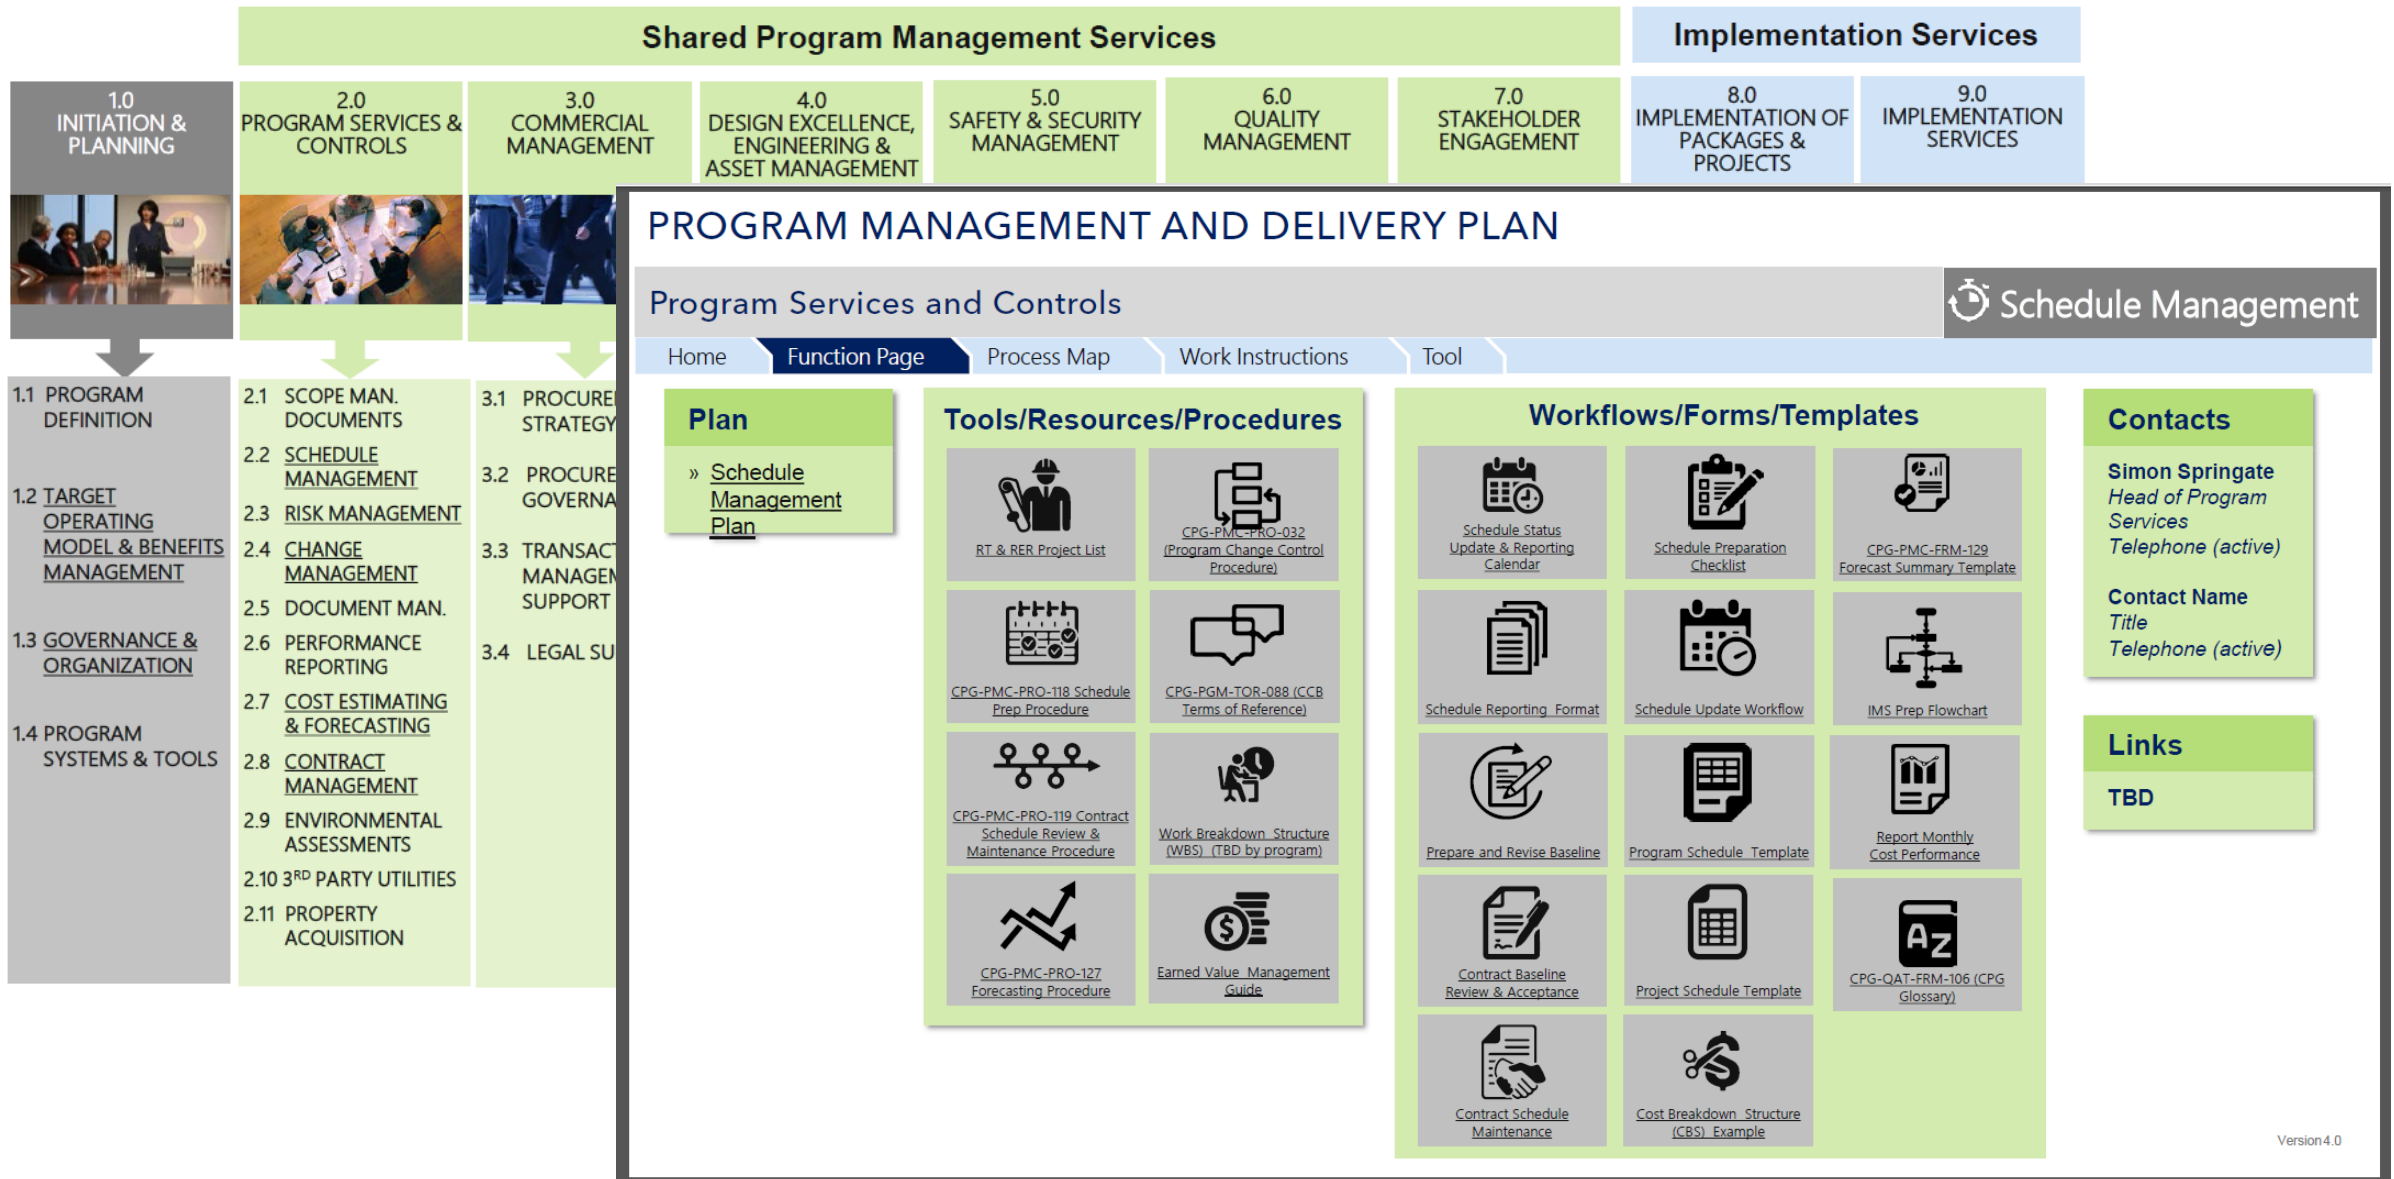 Shared Program Management Services
Implementation Services
1.0
INITIATION &
PLANNING
2.0
PROGRAM SERVICES &
CONTROLS
3.0
COMMERCIAL
MANAGEMENT
4.0
DESIGN EXCELLENCE,
ENGINEERING &
ASSET MANAGEMENT
5.0
SAFETY & SECURITY
MANAGEMENT
6.0
QUALITY
MANAGEMENT
7.0
STAKEHOLDER
ENGAGEMENT
8.0
IMPLEMENTATION OF
PACKAGES &
PROJECTS
9.0
IMPLEMENTATION
SERVICES
1.1 PROGRAM
DEFINITION
1.2 TARGET
OPERATING
MODEL & BENEFITS
MANAGEMENT
1.3 GOVERNANCE &
ORGANIZATION
1.4 PROGRAM
SYSTEMS & TOOLS
2.1 SCOPE MAN.
DOCUMENTS
2.2 SCHEDULE
MANAGEMENT
2.3 RISK MANAGEMENT
2.4 CHANGE
MANAGEMENT
2.5 DOCUMENT MAN.
2.6 PERFORMANCE
REPORTING
2.7 COST ESTIMATING
& FORECASTING
2.8 CONTRACT
MANAGEMENT
2.9 ENVIRONMENTAL
ASSESSMENTS
2.10 3RD PARTY UTILITIES
2.11 PROPERTY
ACQUISITION
3.1 PROCURE
STRATEGY
3.2 PROCURE
GOVERNA
3.3 TRANSACT
MANAGEM
SUPPORT
3.4 LEGAL SU
PROGRAM MANAGEMENT AND DELIVERY PLAN
Program Services and Controls
Schedule Management
Home
Function Page
Process Map
Work Instructions
Tool
Plan
» Schedule
Management
Plan
Tools/Resources/Procedures
RT & RER Project List
CPG-PMC-PRO-032
(Program Change Control
Procedure)
CPG-PMC-PRO-118 Schedule
Prep Procedure
CPG-PGM-TOR-088 (CCB
Terms of Reference)
CPG-PMC-PRO-119 Contract
Schedule Review &
Maintenance Procedure
Work Breakdown Structure
(WBS) (TBD by program)
CPG-PMC-PRO-127
Forecasting Procedure
$
Earned Value Management
Guide
Workflows/Forms/Templates
Schedule Status
Update & Reporting
Calendar
Schedule Preparation
Checklist
CPG-PMC-FRM-129
Forecast Summary Template
Schedule Reporting Format
Schedule Update Workflow
IMS Prep Flowchart
Prepare and Revise Baseline
Program Schedule Template
Report Monthly
Cost Performance
Contract Baseline
Review & Acceptance
Project Schedule Template
AZ
CPG-QAT-FRM-106 (CPG
Glossary)
Contract Schedule
Maintenance
$
Cost Breakdown Structure
(CBS) Example
Contacts
Simon Springate
Head of Program
Services
Telephone (active)
Contact Name
Title
Telephone (active)
Links
TBD
Version4.0